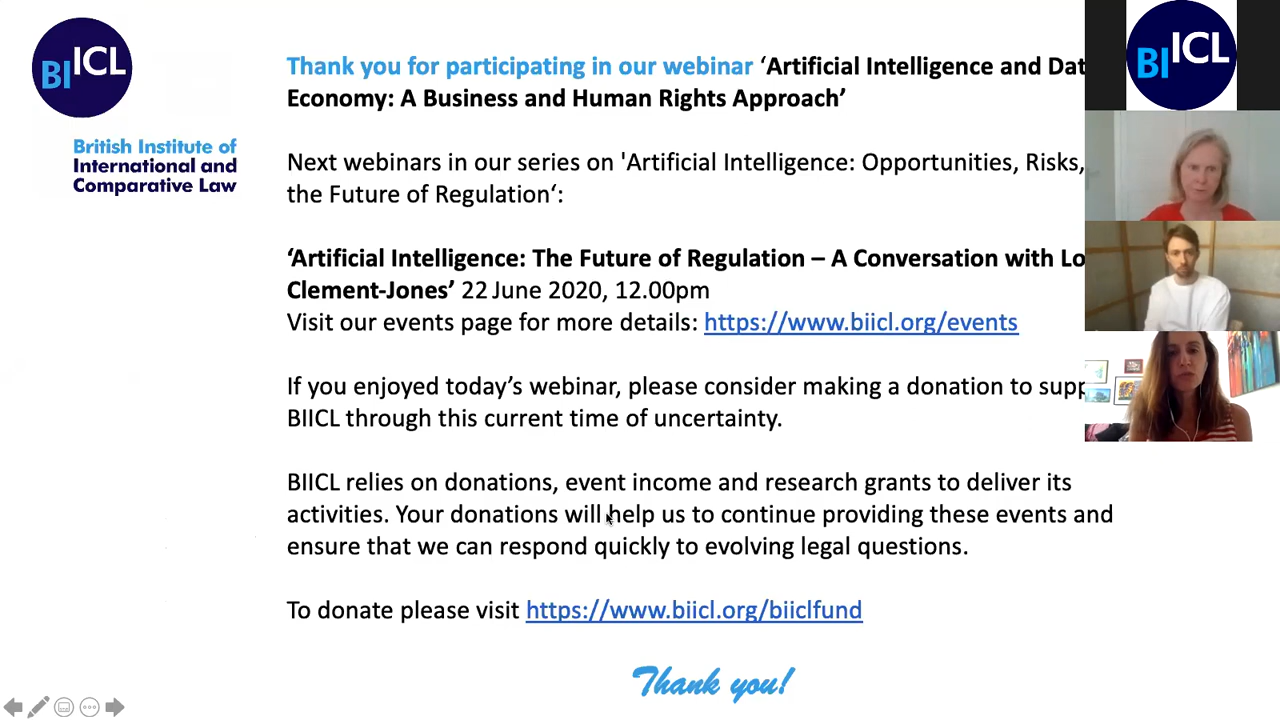 BIICL
British Institute of
International and
Comparative Law
Thank you for participating in our webinar ‘Artificial Intelligence and Dat
Economy: A Business and Human Rights Approach’
Next webinars in our series on 'Artificial Intelligence: Opportunities, Risks,
the Future of Regulation‘:
‘Artificial Intelligence: The Future of Regulation – A Conversation with Lo
Clement-Jones’ 22 June 2020, 12.00pm
Visit our events page for more details: https://www.biicl.org/events
If you enjoyed today’s webinar, please consider making a donation to supp
BIICL through this current time of uncertainty.
BIICL relies on donations, event income and research grants to deliver its
activities. Your donations will help us to continue providing these events and
ensure that we can respond quickly to evolving legal questions.
To donate please visit https://www.biicl.org/biiclfund
Thank you!
BIICL